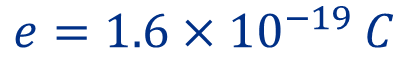 e = 1.6 × 10⁻¹⁹ C